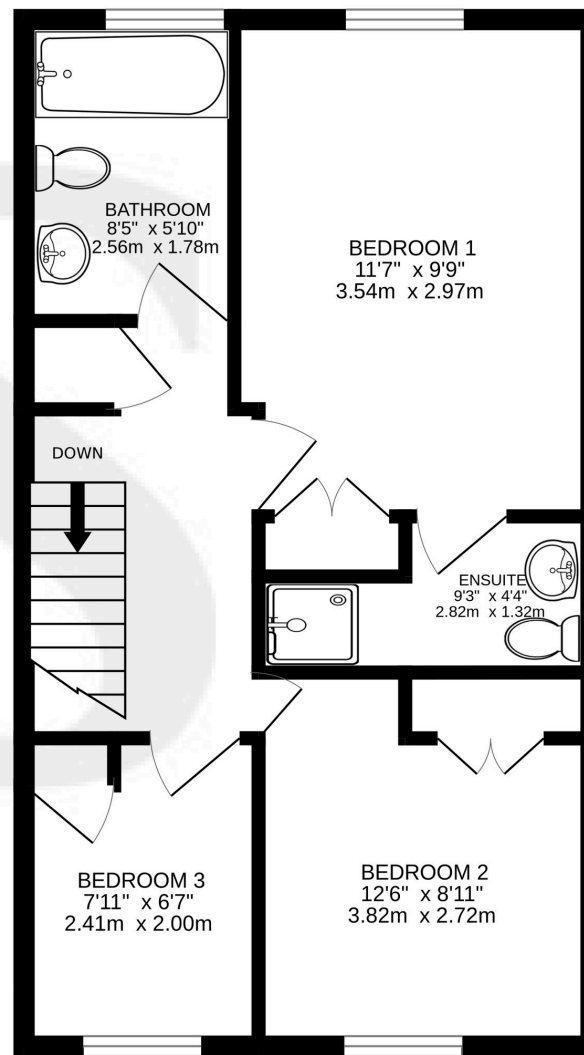 BATHROOM
8'5" x 5'10"
2.56m x 1.78m
BEDROOM 1
11'7" x 9'9"
3.54m x 2.97m
DOWN
ENSUITE
9'3" x 4'4"
2.82m x 1.32m
BEDROOM 3
7'11" x 6'7"
2.41m x 2.00m
BEDROOM 2
12'6" x 8'11"
3.82m x 2.72m